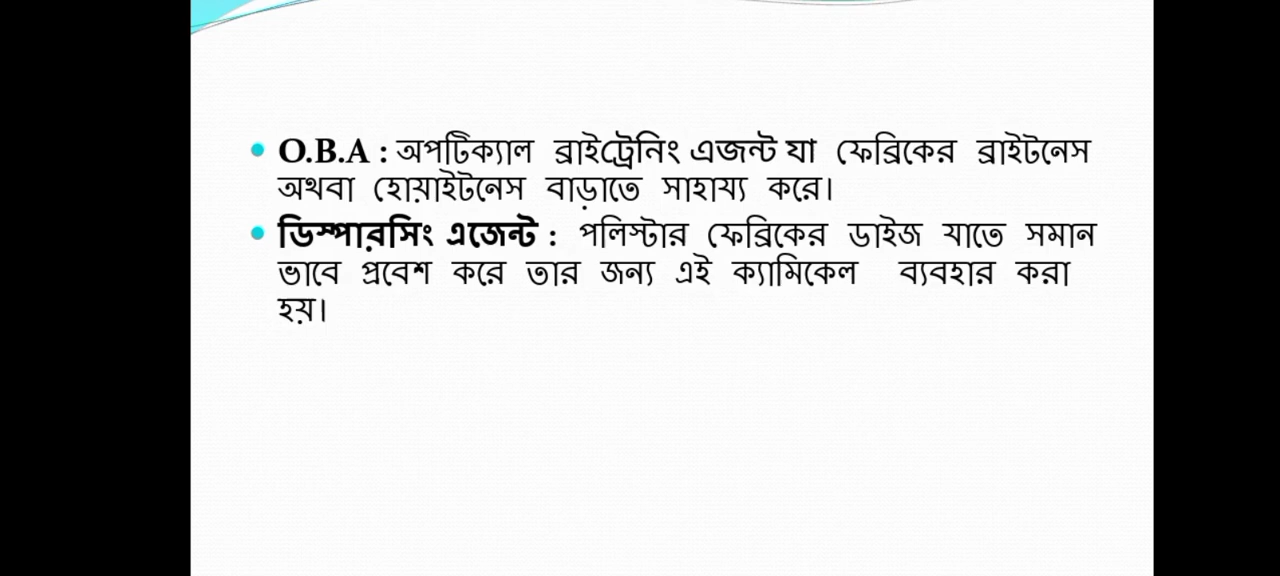 O.B.A : অপটিক্যাল ব্রাইট্রেনিং এজন্ট যা ফেব্রিকের ব্রাইটনেস
অথবা হোয়াইটনেস বাড়াতে সাহায্য করে।
ডিস্পারসিং এজেন্ট : পলিস্টার ফেব্রিকের ডাইজ যাতে সমান
ভাবে প্রবেশ করে তার জন্য এই ক্যামিকেল ব্যবহার করা
হয়।